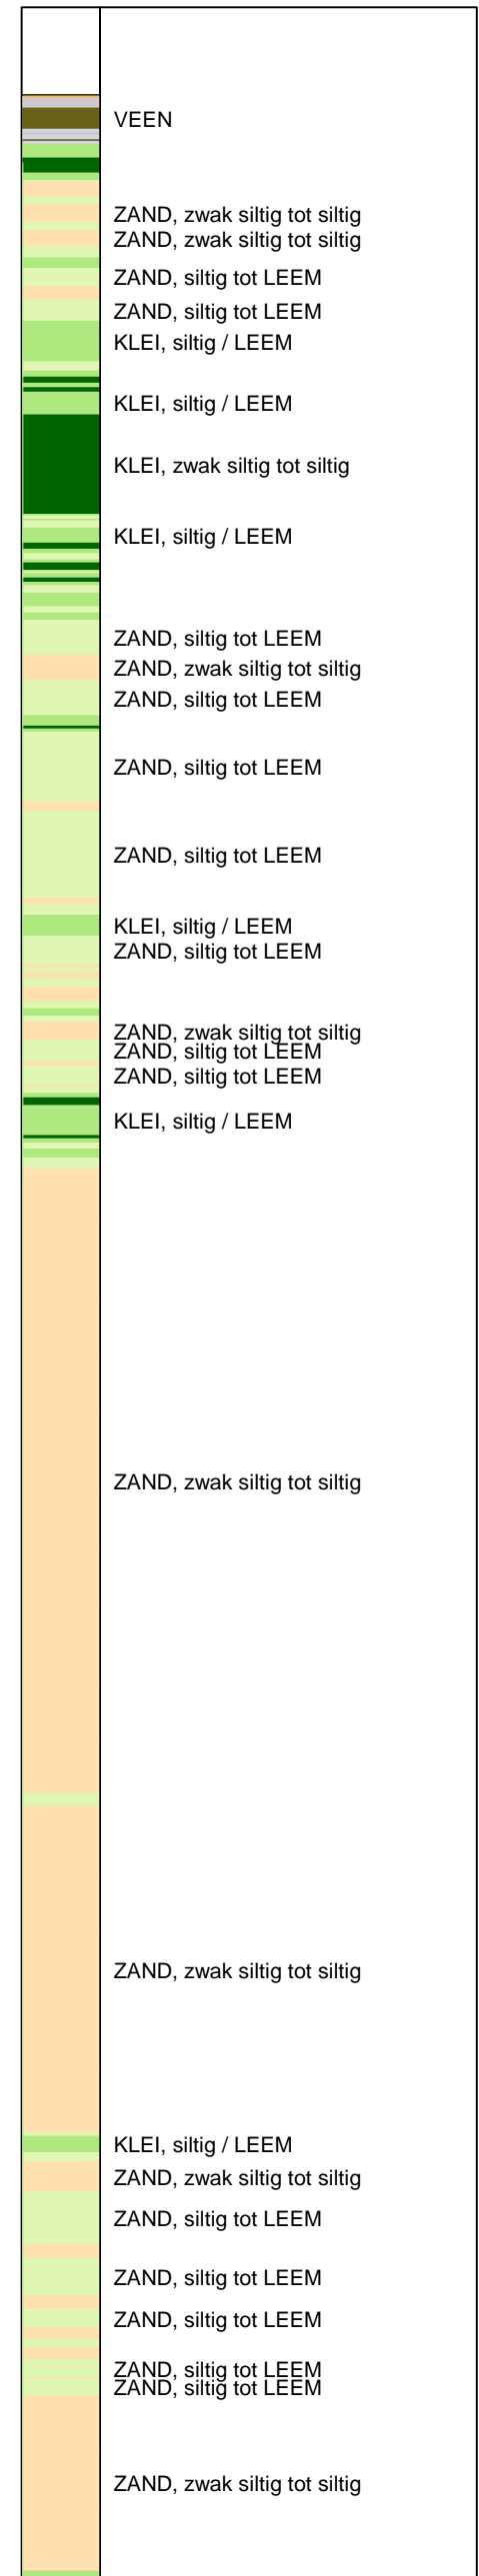 VEEN
ZAND, zwak siltig tot siltig
ZAND, zwak siltig tot siltig
ZAND, siltig tot LEEM
ZAND, siltig tot LEEM
KLEI, siltig / LEEM
KLEI, siltig / LEEM
KLEI, zwak siltig tot siltig
KLEI, siltig / LEEM
ZAND, siltig tot LEEM
ZAND, zwak siltig tot siltig
ZAND, siltig tot LEEM
ZAND, siltig tot LEEM
ZAND, siltig tot LEEM
KLEI, siltig / LEEM
ZAND, siltig tot LEEM
ZAND, zwak siltig tot siltig
ZAND, siltig tot LEEM
ZAND, siltig tot LEEM
KLEI, siltig / LEEM
ZAND, zwak siltig tot siltig
ZAND, zwak siltig tot siltig
KLEI, siltig / LEEM
ZAND, zwak siltig tot siltig
ZAND, siltig tot LEEM
ZAND, siltig tot LEEM
ZAND, siltig tot LEEM
ZAND, siltig tot LEEM
ZAND, siltig tot LEEM
ZAND, zwak siltig tot siltig